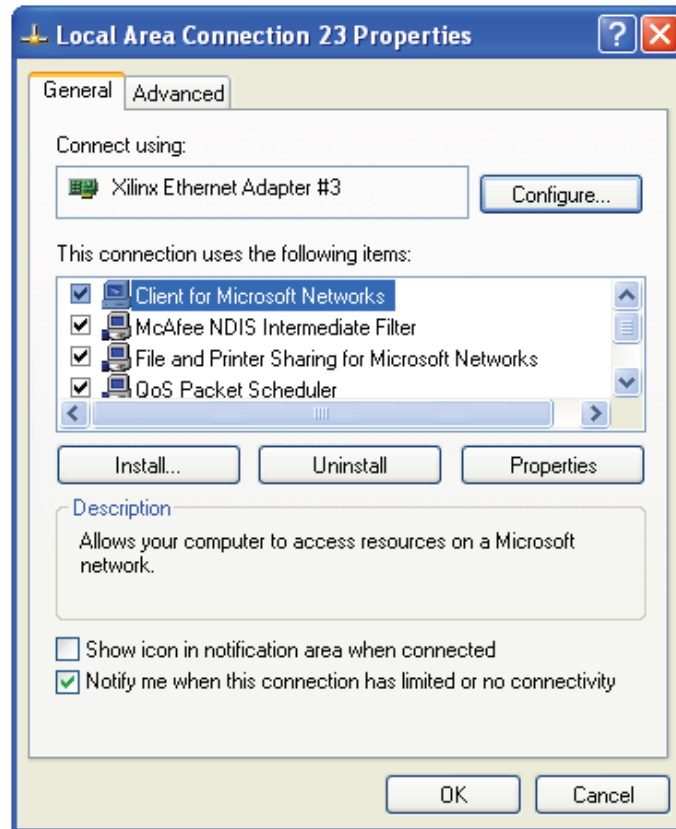 Local Area Connection 23 Properties
General
Advanced
Connect using:
Xilinx Ethernet Adapter #3
Configure...
This connection uses the following items:
Client for Microsoft Networks
McAfee NDIS Intermediate Filter
File and Printer Sharing for Microsoft Networks
QoS Packet Scheduler
Install...
Uninstall
Properties
Description
Allows your computer to access resources on a Microsoft
network.
Show icon in notification area when connected
Notify me when this connection has limited or no connectivity
OK
Cancel